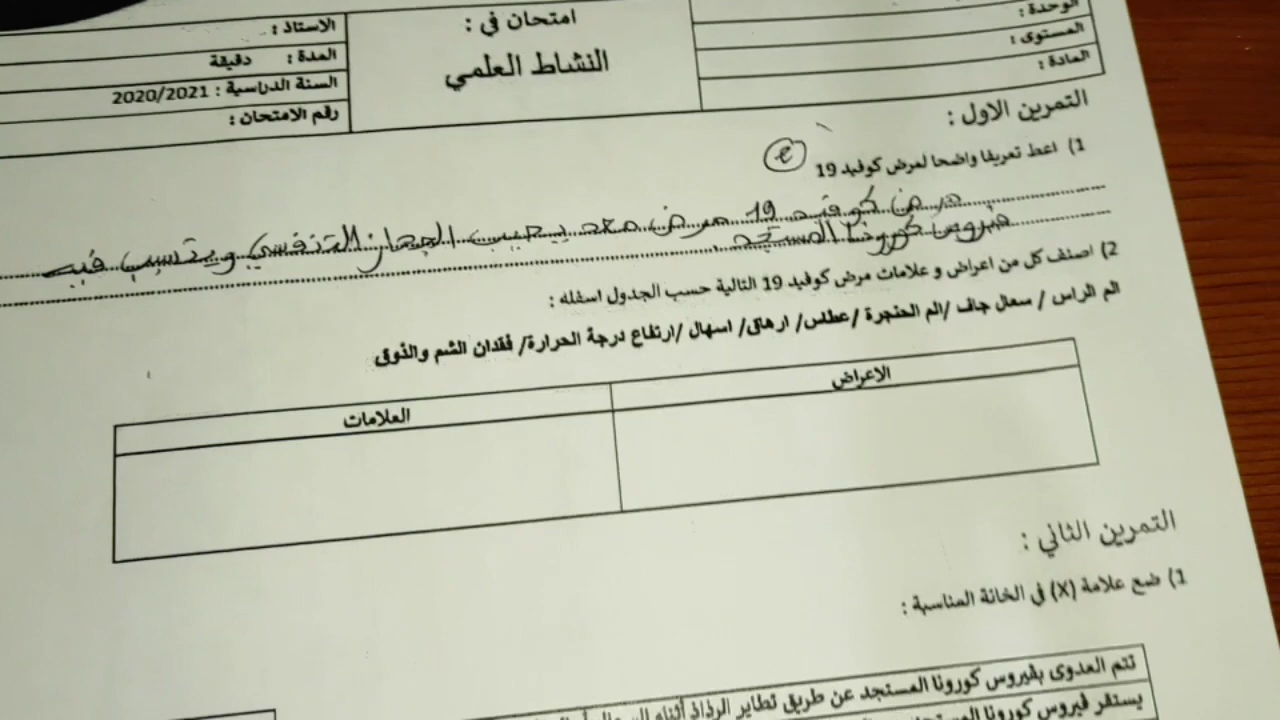 الوحدة :
المستوى :
المادة :
امتحان في :
النشاط العلمي
الاستاذ :
المدة : دقيقة
السنة الدراسية : 2020/2021
رقم الامتحان :
التمرين الاول :
1) اعط تعريفا واضحا لمرض كوفيد 19
مرض كوفيد 19 مرض معد يصيب الجهاز التنفسي ويتسبب فيه
فيروس كورونا المستجد.
2) اصنف كل من اعراض و علامات مرض كوفيد 19 التالية حسب الجدول اسفله :
الم الراس / سعال جاف /الم الحنجرة /عطاس/ ارهاق/ اسهال /ارتفاع درجة الحرارة/ فقدان الشم والذوق
الاعراض
العلامات
التمرين الثاني :
1) ضع علامة (X) في الخانة المناسبة :
تتم العدوى بفيروس كورونا المستجد عن طريق تطاير الرذاذ أثناء السعال
يستقر فيروس كورونا